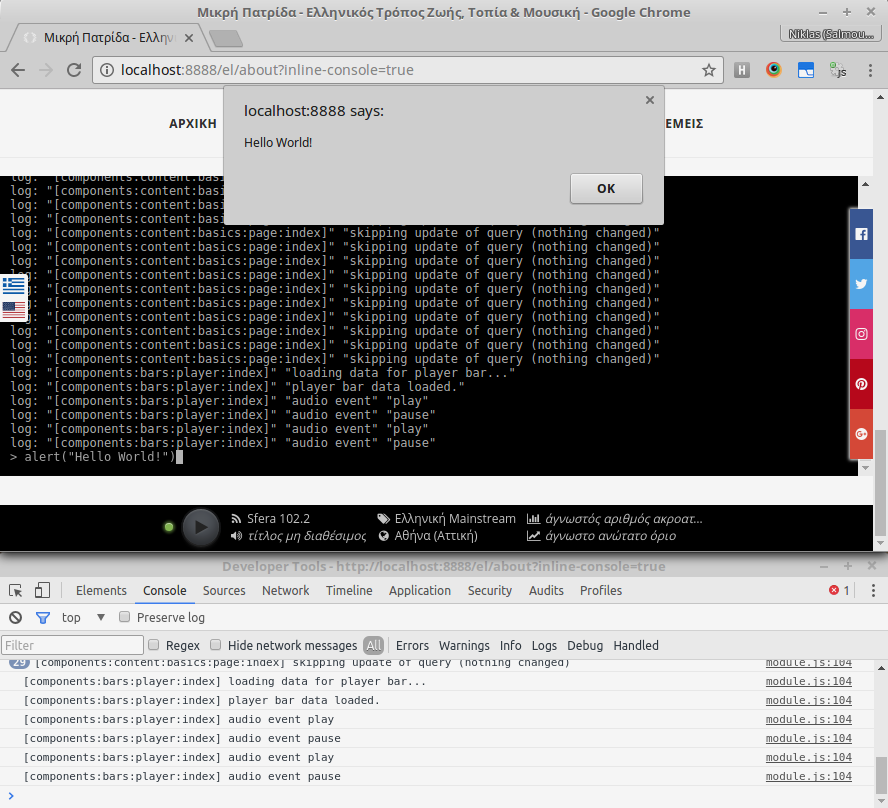 Μικρή Πατρίδα - Ελληνικός Τρόπος Ζωής, Τοπία & Μουσική - Google Chrome
Μικρή Πατρίδα - Ελλην
Niklas (Salmou...
localhost:8888/el/about?inline-console=true
H
js
localhost:8888 says:
Hello World!
OK
ΑΡΧΙΚΗ
ΕΜΕΙΣ
log: "[components:content:basi
log: "[components:content:basi
log: "[components:content:basi
log: "[components:content:basi
log: "[components:content:basics:page:index]" "skipping update of query (nothing changed)"
log: "[components:content:basics:page:index]" "skipping update of query (nothing changed)"
log: "[components:content:basics:page:index]" "skipping update of query (nothing changed)"
log: "[components:content:basics:page:index]" "skipping update of query (nothing changed)"
log: "[components:content:basics:page:index]" "skipping update of query (nothing changed)"
log: "[components:content:basics:page:index]" "skipping update of query (nothing changed)"
log: "[components:content:basics:page:index]" "skipping update of query (nothing changed)"
log: "[components:content:basics:page:index]" "skipping update of query (nothing changed)"
log: "[components:content:basics:page:index]" "skipping update of query (nothing changed)"
log: "[components:content:basics:page:index]" "skipping update of query (nothing changed)"
log: "[components:bars:player:index]" "loading data for player bar..."
log: "[components:bars:player:index]" "player bar data loaded."
log: "[components:bars:player:index]" "audio event" "play"
log: "[components:bars:player:index]" "audio event" "pause"
log: "[components:bars:player:index]" "audio event" "play"
log: "[components:bars:player:index]" "audio event" "pause"
> alert("Hello World!")
Sfera 102.2 Ελληνική Mainstream άγνωστός αριθμός ακροατ...
τίτλος μη διαθέσιμος Αθήνα (Αττική) άγνωστο ανώτατο όριο
Developer Tools - http://localhost:8888/el/about?inline-console=true
Elements Console Sources Network Timeline Application Security Audits Profiles 1
top Preserve log
Filter Regex Hide network messages All Errors Warnings Info Logs Debug Handled
29 [components:content:basics:page:index] skipping update of query (nothing changed) module.js:104
[components:bars:player:index] loading data for player bar... module.js:104
[components:bars:player:index] player bar data loaded. module.js:104
[components:bars:player:index] audio event play module.js:104
[components:bars:player:index] audio event pause module.js:104
[components:bars:player:index] audio event play module.js:104
[components:bars:player:index] audio event pause module.js:104
>